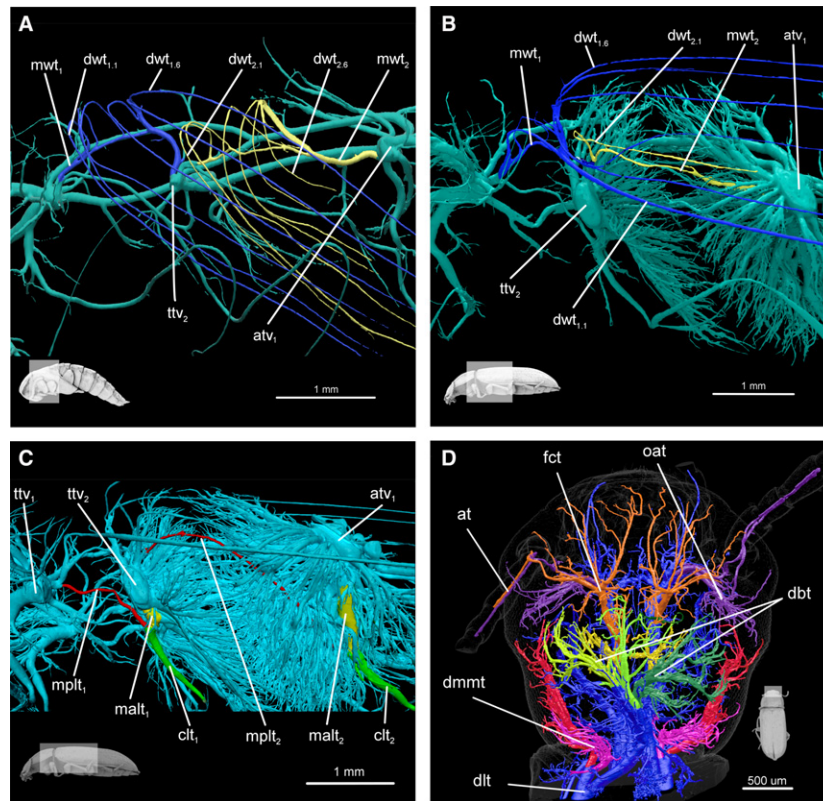 A
mwt1 dwt1.1 dwt1.6 dwt2.1 dwt2.6 mwt2
ttv2 atv1
1 mm
B
mwt1 dwt1.6 dwt2.1 mwt2 atv1
ttv2 dwt1.1
1 mm
C
ttv1 ttv2 atv1
mplt1 malt1 clt1 mplt2 malt2 clt2
1 mm
D
fct oat
at
dbt
dmmt
dlt
500 um